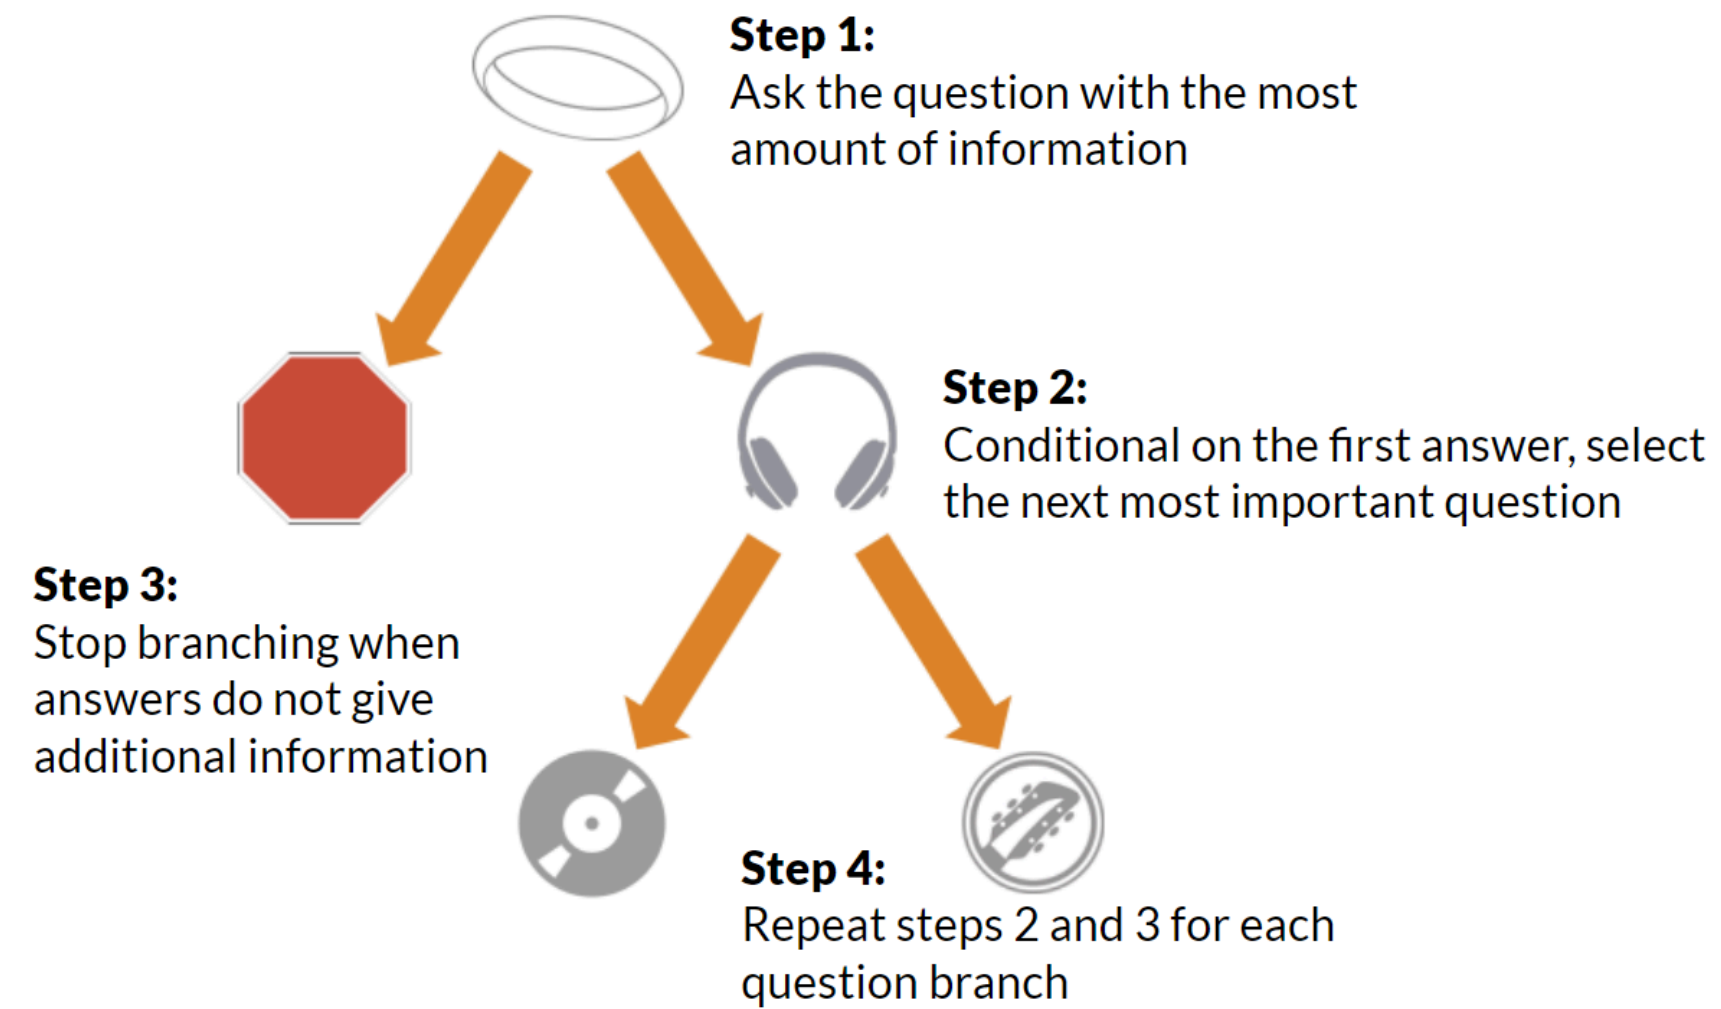 Step 1:
Ask the question with the most
amount of information
Step 2:
Conditional on the first answer, select
the next most important question
Step 3:
Stop branching when
answers do not give
additional information
Step 4:
Repeat steps 2 and 3 for each
question branch